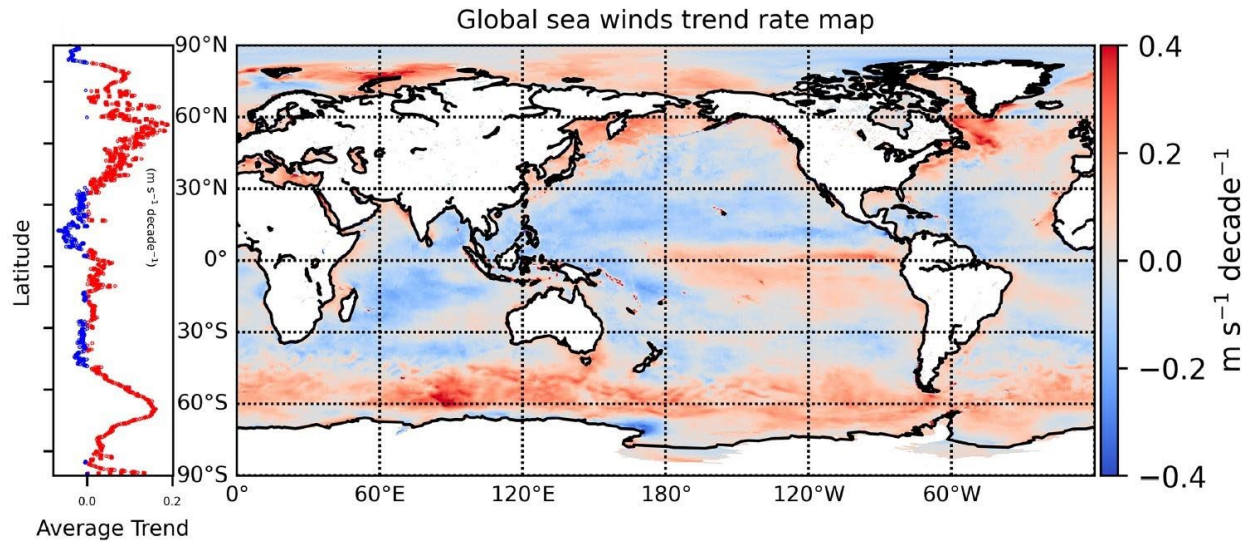 Global sea winds trend rate map
90°N
60°N
30°N
0°
30°S
60°S
90°S
0°
60°E
120°E
180°
120°W
60°W
0.4
0.2
0.0
−0.2
−0.4
m s⁻¹ decade⁻¹
Latitude
(m s⁻¹ decade⁻¹)
0.0
0.2
Average Trend